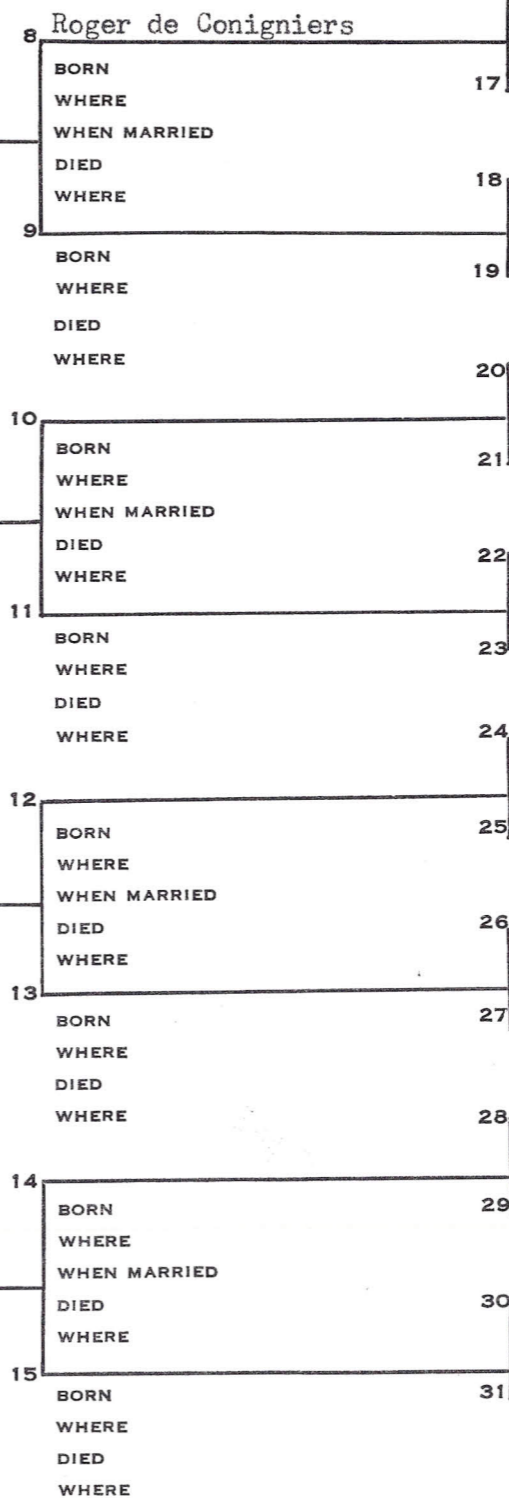 Roger de Conigniers
8
BORN
17
WHERE
WHEN MARRIED
DIED
18
WHERE
9
BORN
19
WHERE
DIED
WHERE
20
10
BORN
21
WHERE
WHEN MARRIED
DIED
22
WHERE
11
BORN
23
WHERE
DIED
WHERE
24
12
BORN
25
WHERE
WHEN MARRIED
DIED
26
WHERE
13
BORN
27
WHERE
DIED
WHERE
28
14
BORN
29
WHERE
WHEN MARRIED
DIED
30
WHERE
15
BORN
31
WHERE
DIED
WHERE